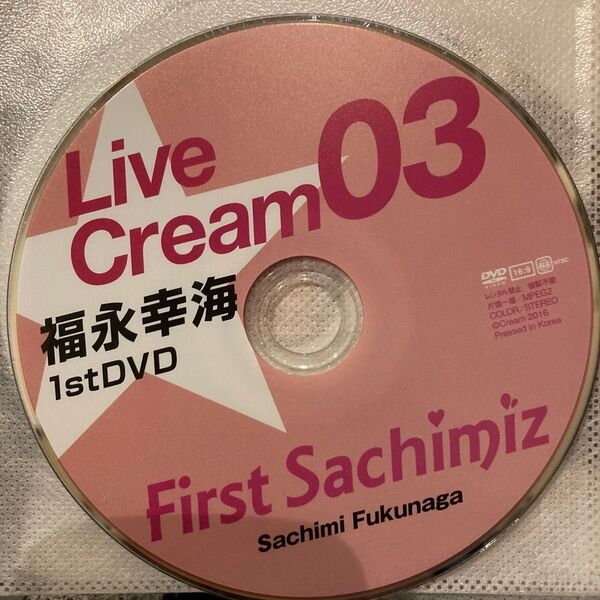 Live
Cream03
福永幸海
1stDVD
DVD
VIDEO
16:9
NTSC
レンタル禁止 複製不能
片面一層 MPEG2
COLOR/STEREO
©Cream 2016
Pressed in Korea
First Sachimiz
Sachimi Fukunaga